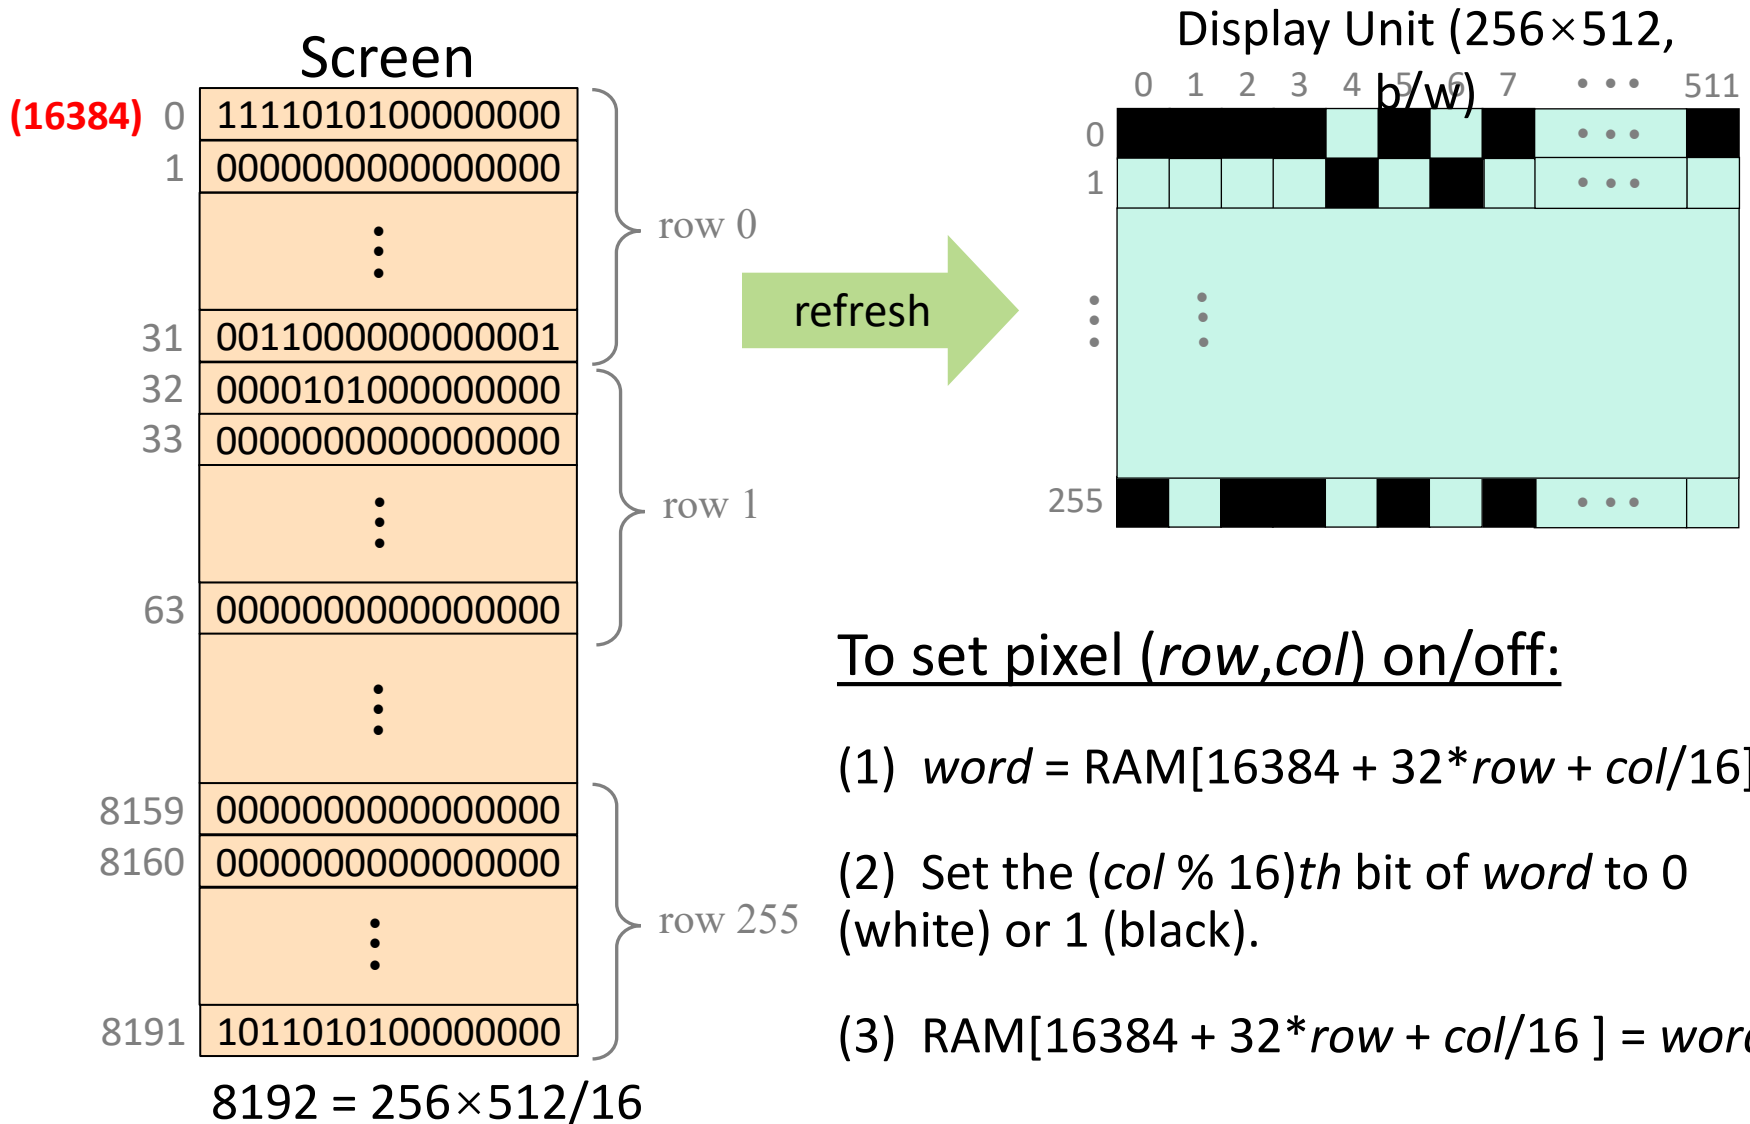 Screen
(16384) 0 1111010100000000
1 0000000000000000
row 0
31 0011000000000001
32 0000101000000000
33 0000000000000000
row 1
63 0000000000000000
8159 0000000000000000
8160 0000000000000000
row 255
8191 1011010100000000
8192 = 256×512/16
refresh
Display Unit (256×512,
b/w)
0 1 2 3 4 5 6 7 • • • 511
0 • • •
1 • • •
255 • • •
To set pixel (row,col) on/off:
(1) word = RAM[16384 + 32*row + col/16]
(2) Set the (col % 16)th bit of word to 0
(white) or 1 (black).
(3) RAM[16384 + 32*row + col/16 ] = word